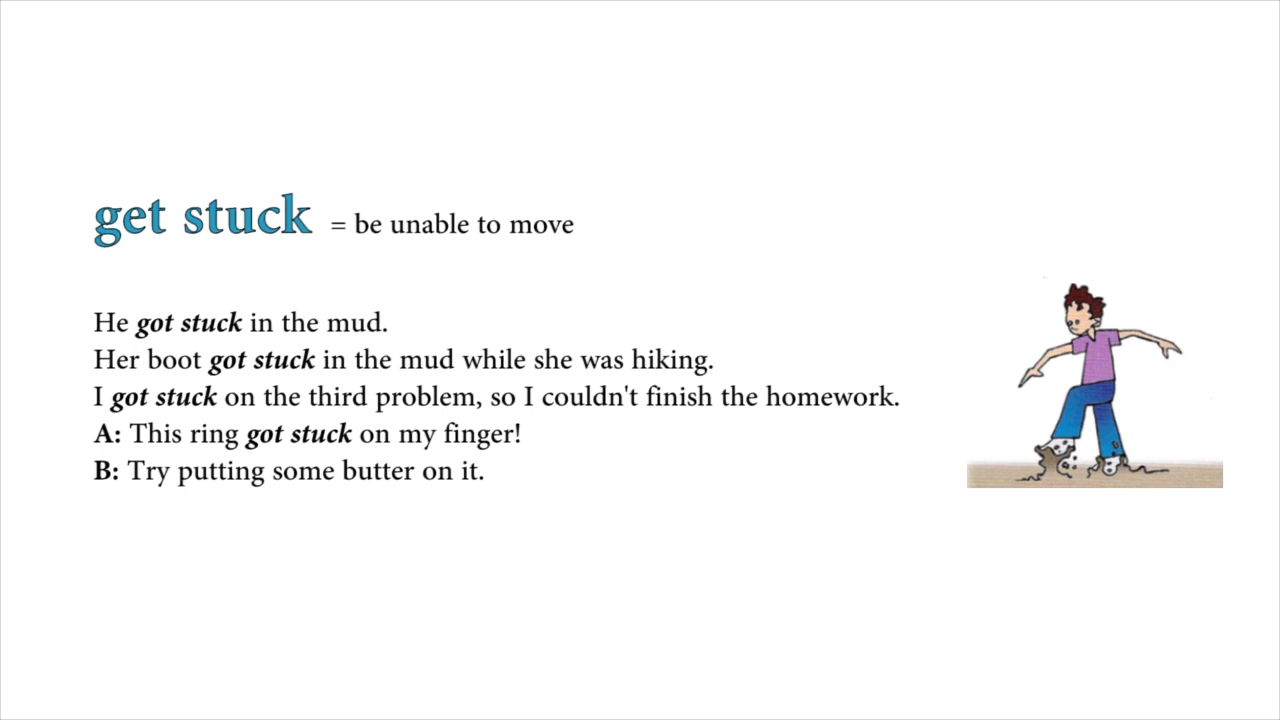 get stuck = be unable to move
He got stuck in the mud.
Her boot got stuck in the mud while she was hiking.
I got stuck on the third problem, so I couldn't finish the homework.
A: This ring got stuck on my finger!
B: Try putting some butter on it.